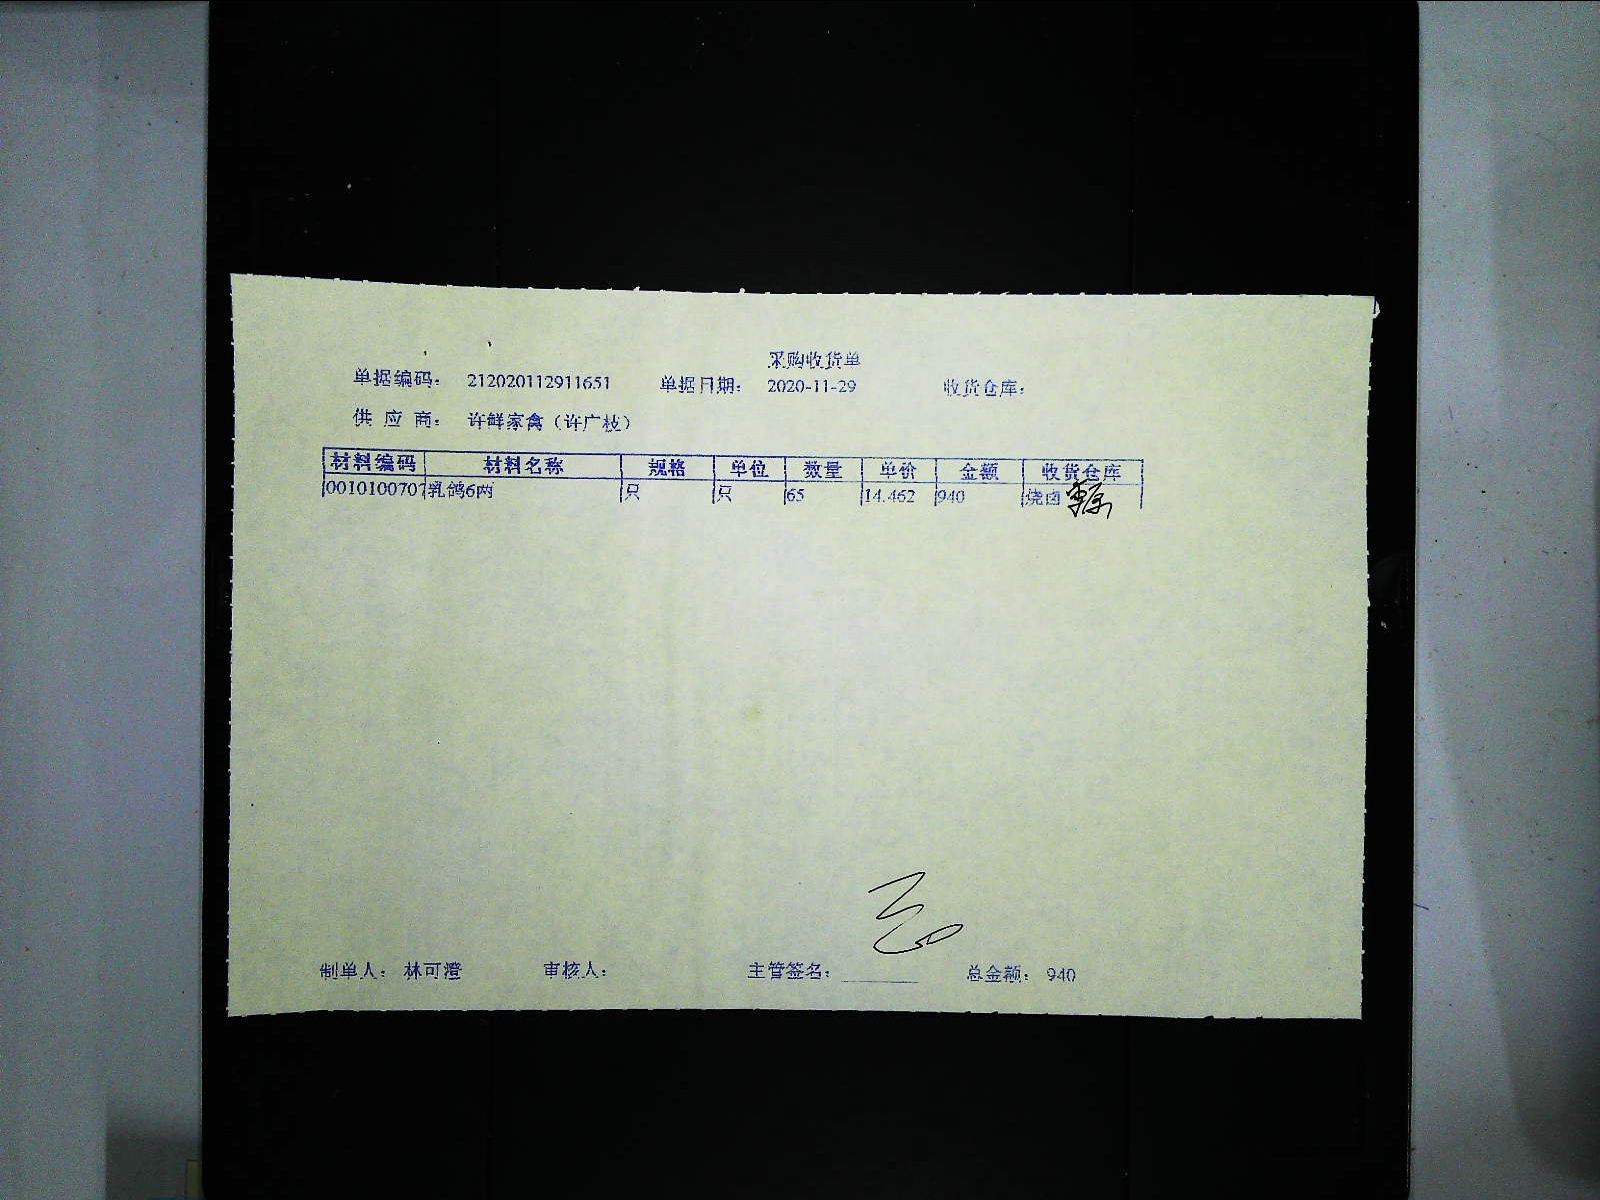 采购收货单
单据编码： 212020112911651 单据日期： 2020-11-29 收货仓库：
供 应 商： 许鲜家禽（许广枝）
材料编码 材料名称 规格 单位 数量 单价 金额 收货仓库
0010100707 乳鸽6两 只 只 65 14.462 940 烧卤
制单人： 林可澄 审核人： 主管签名： 总金额： 940